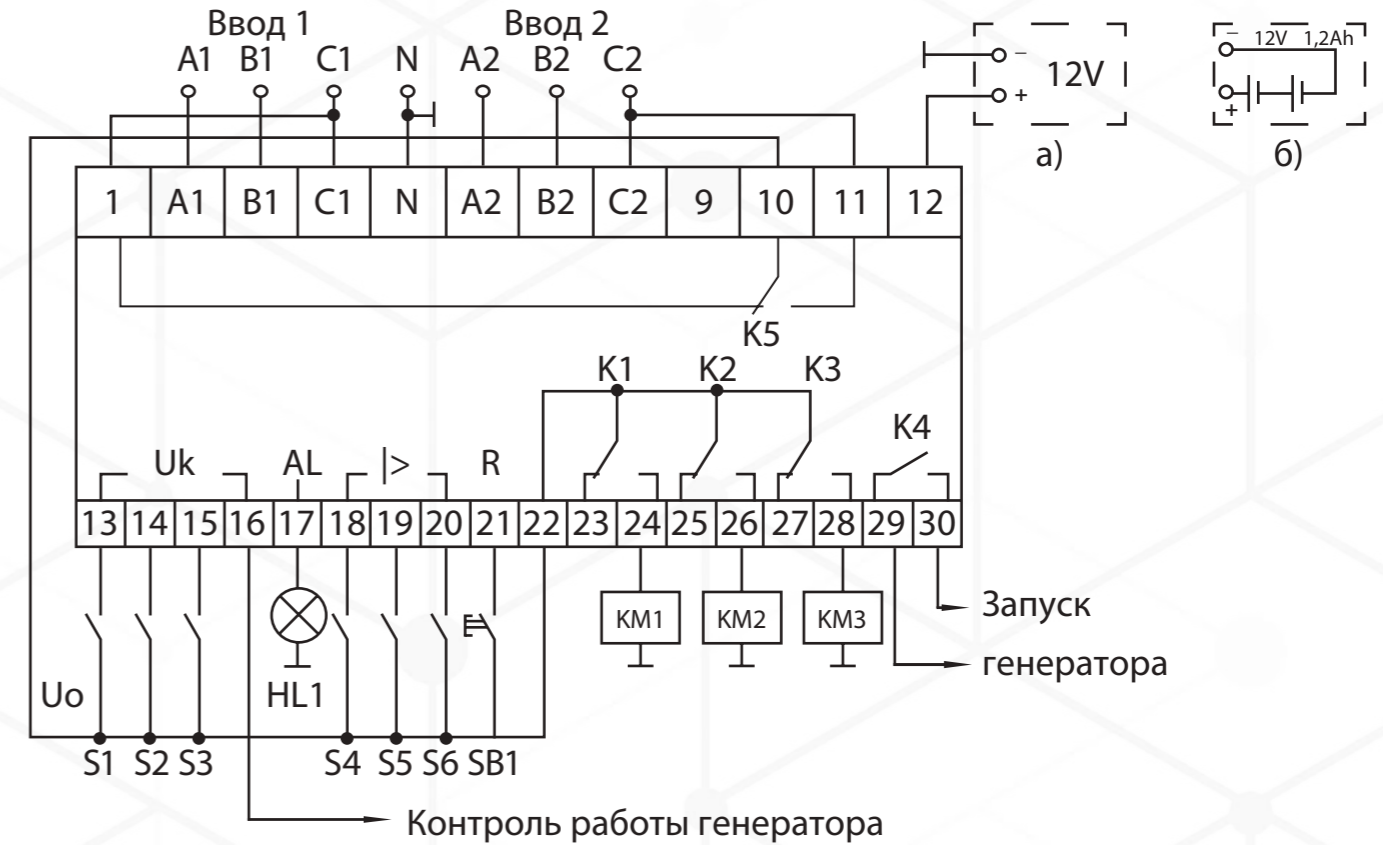 Ввод 1 Ввод 2
A1 B1 C1 N A2 B2 C2
− 12V +
а)
− 12V 1,2Ah +
б)
1 A1 B1 C1 N A2 B2 C2 9 10 11 12
K5
K1 K2 K3
K4
Uk AL |> R
13 14 15 16 17 18 19 20 21 22 23 24 25 26 27 28 29 30
KM1 KM2 KM3
Запуск
генератора
Uo HL1
S1 S2 S3 S4 S5 S6 SB1
Контроль работы генератора